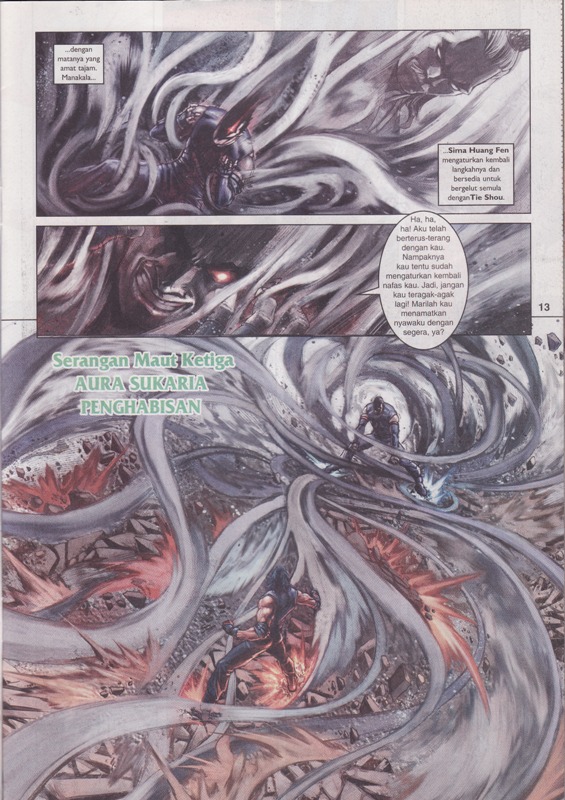 ...dengan
matanya yang
amat tajam.
Manakala...
...Sima Huang Fen
mengaturkan kembali
langkahnya dan
bersedia untuk
bergelut semula
denganTie Shou.
Ha, ha,
ha! Aku telah
berterus-terang
dengan kau.
Nampaknya
kau tentu sudah
mengaturkan kembali
nafas kau. Jadi, jangan
kau teragak-agak
lagi! Marilah kau
menamatkan
nyawaku dengan
segera, ya?
13
Serangan Maut Ketiga
AURA SUKARIA
PENGHABISAN